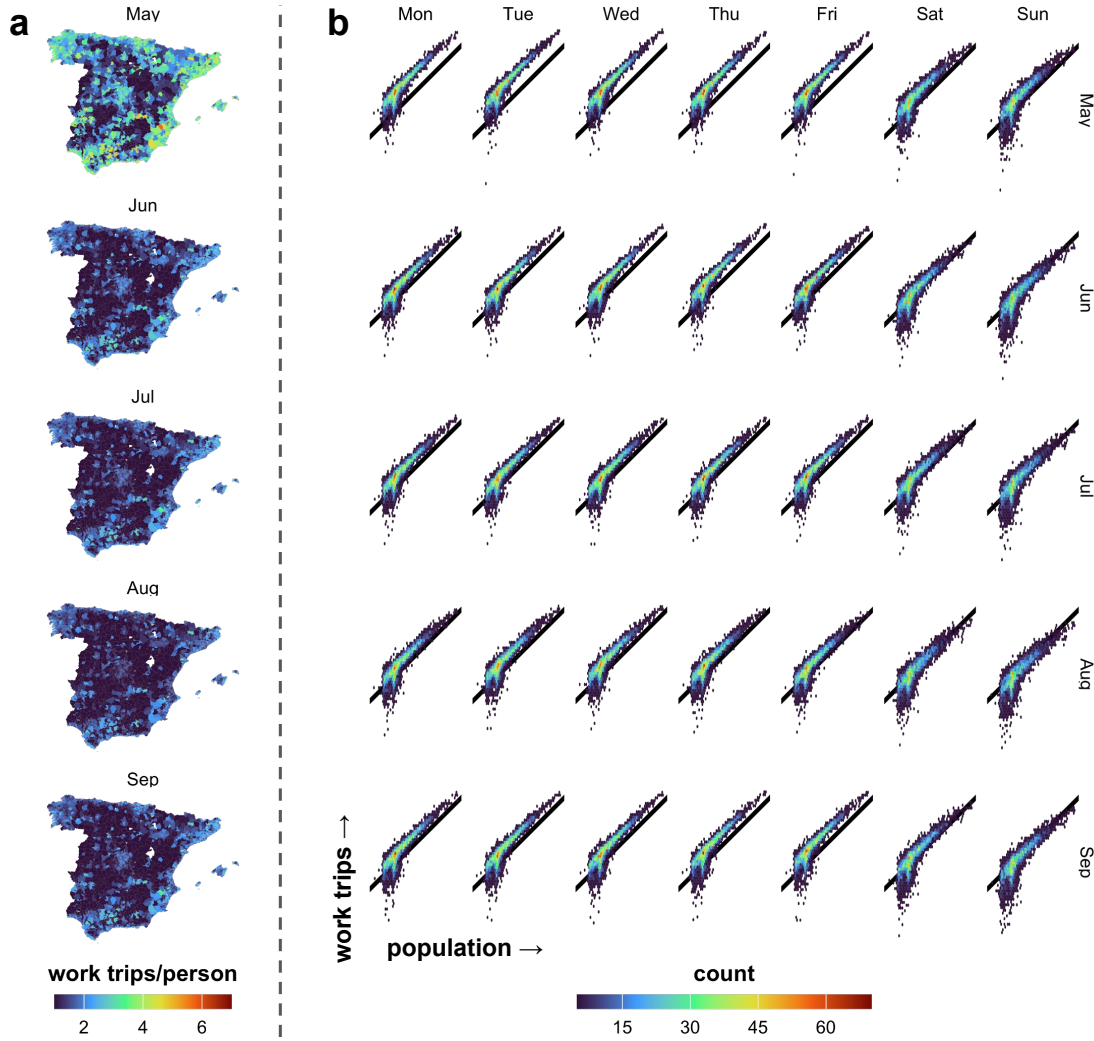 a
May
Jun
Jul
Aug
Sep
work trips/person
2 4 6
b
Mon Tue Wed Thu Fri Sat Sun
May
Jun
Jul
Aug
Sep
work trips →
population →
count
15 30 45 60